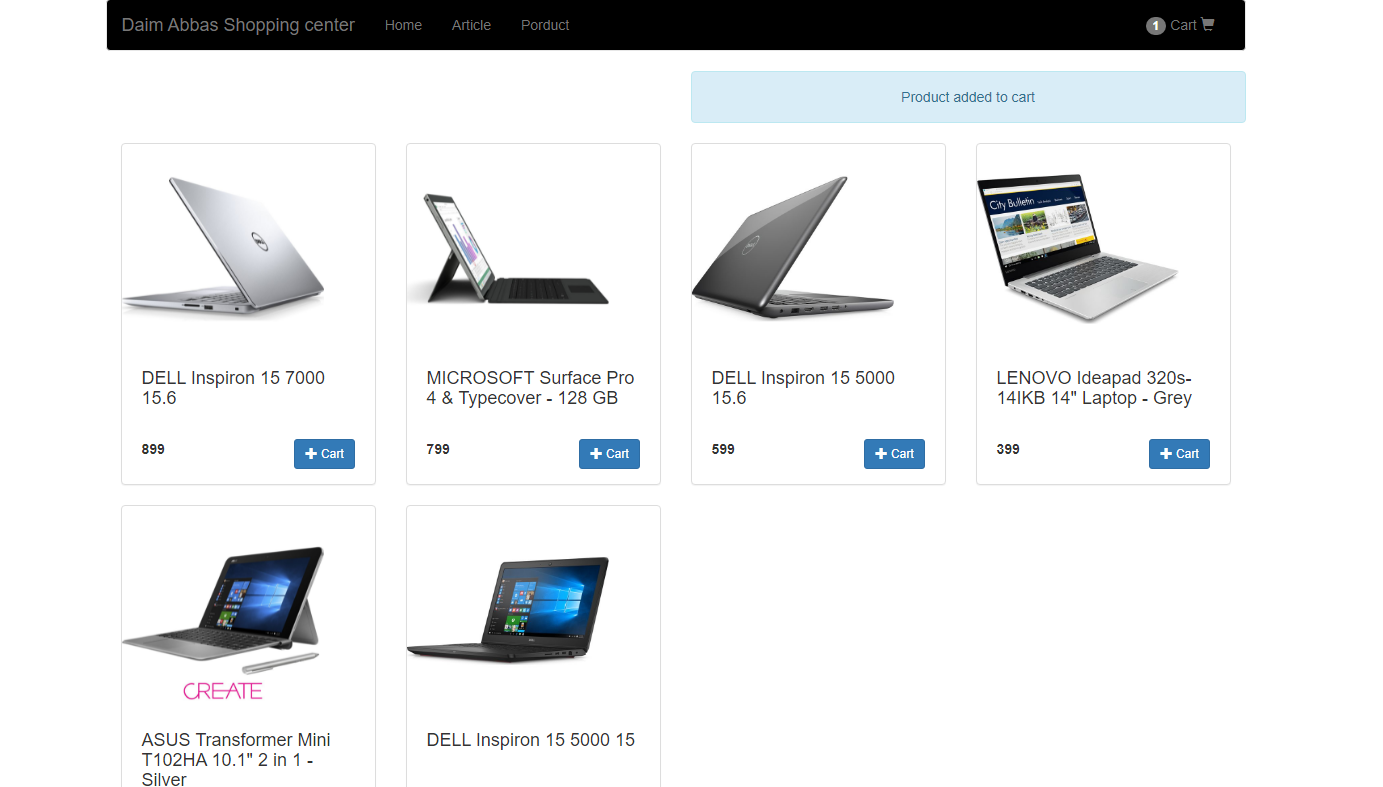 Daim Abbas Shopping center Home Article Porduct 1 Cart
Product added to cart
City Bulletin
DELL Inspiron 15 7000
15.6
899
Cart
MICROSOFT Surface Pro
4 & Typecover - 128 GB
799
Cart
DELL Inspiron 15 5000
15.6
599
Cart
LENOVO Ideapad 320s-
14IKB 14" Laptop - Grey
399
Cart
CREATE
ASUS Transformer Mini
T102HA 10.1" 2 in 1 -
Silver
DELL Inspiron 15 5000 15